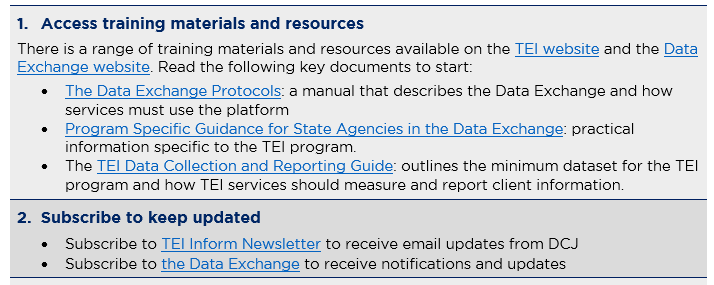 1. Access training materials and resources
There is a range of training materials and resources available on the TEI website and the Data
Exchange website. Read the following key documents to start:
• The Data Exchange Protocols: a manual that describes the Data Exchange and how
services must use the platform
• Program Specific Guidance for State Agencies in the Data Exchange: practical
information specific to the TEI program.
• The TEI Data Collection and Reporting Guide: outlines the minimum dataset for the TEI
program and how TEI services should measure and report client information.
2. Subscribe to keep updated
• Subscribe to TEI Inform Newsletter to receive email updates from DCJ
• Subscribe to the Data Exchange to receive notifications and updates